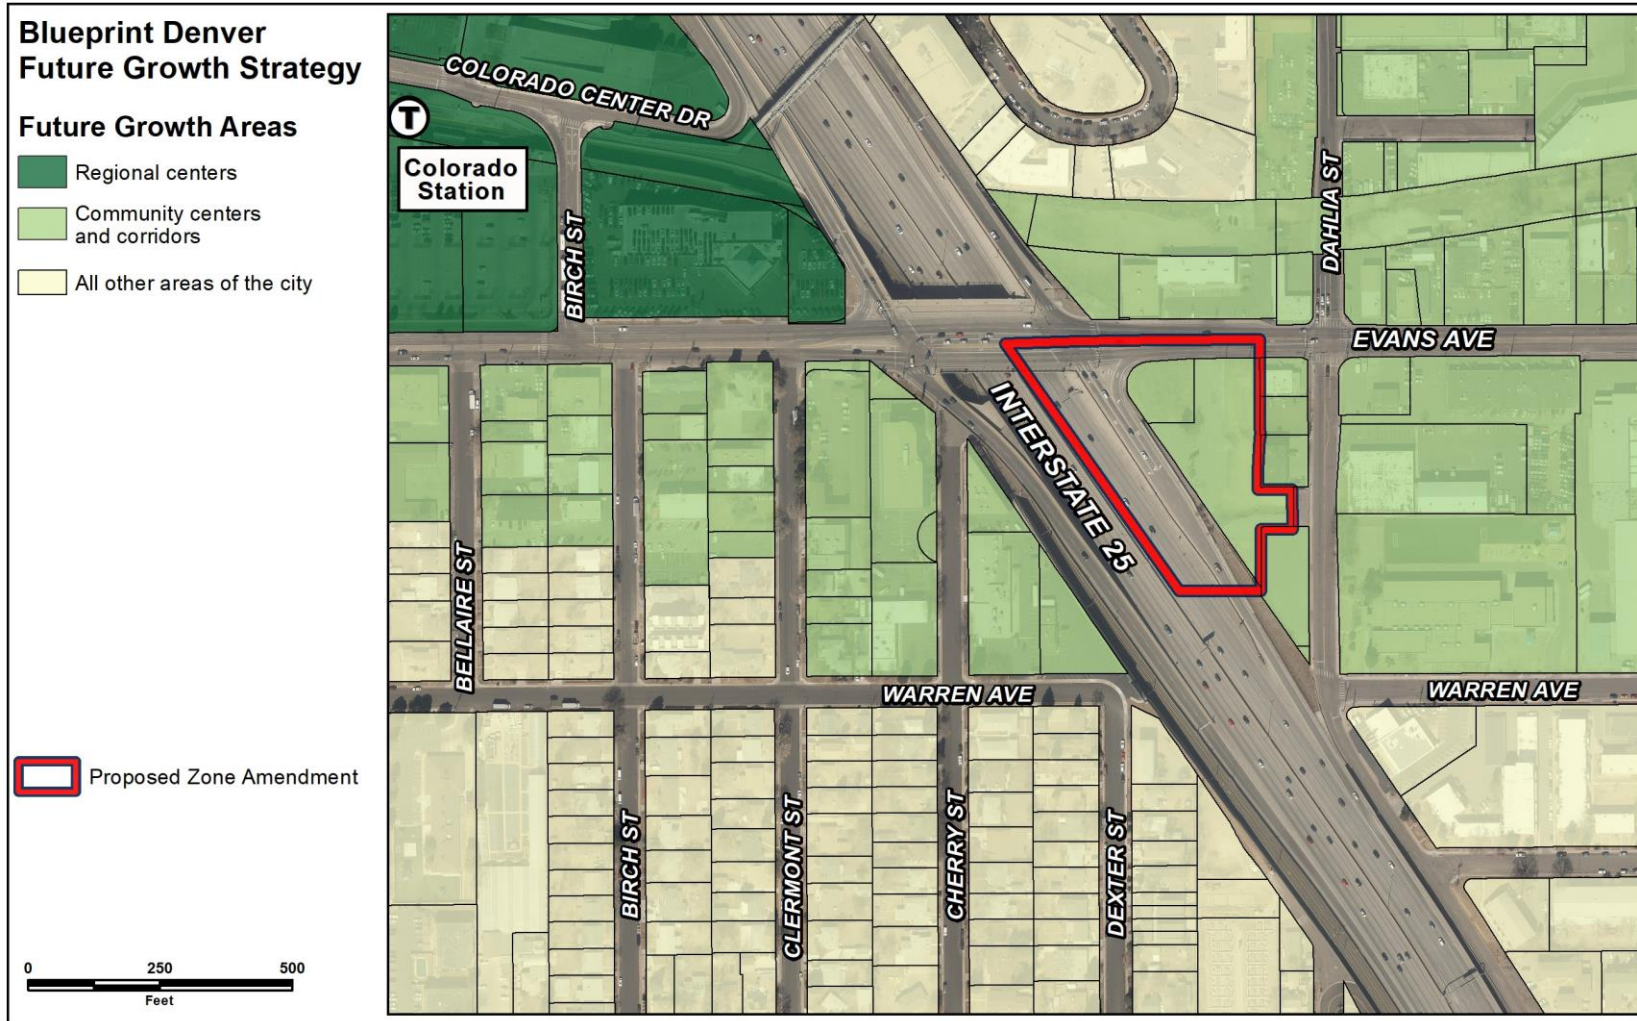 Blueprint Denver
Future Growth Strategy
Future Growth Areas
Regional centers
Community centers
and corridors
All other areas of the city
Proposed Zone Amendment
0 250 500
Feet
COLORADO CENTER DR
T
Colorado
Station
BIRCH ST
DAHLIA ST
EVANS AVE
INTERSTATE 25
BELLAIRE ST
WARREN AVE
WARREN AVE
BIRCH ST
CLERMONT ST
CHERRY ST
DEXTER ST